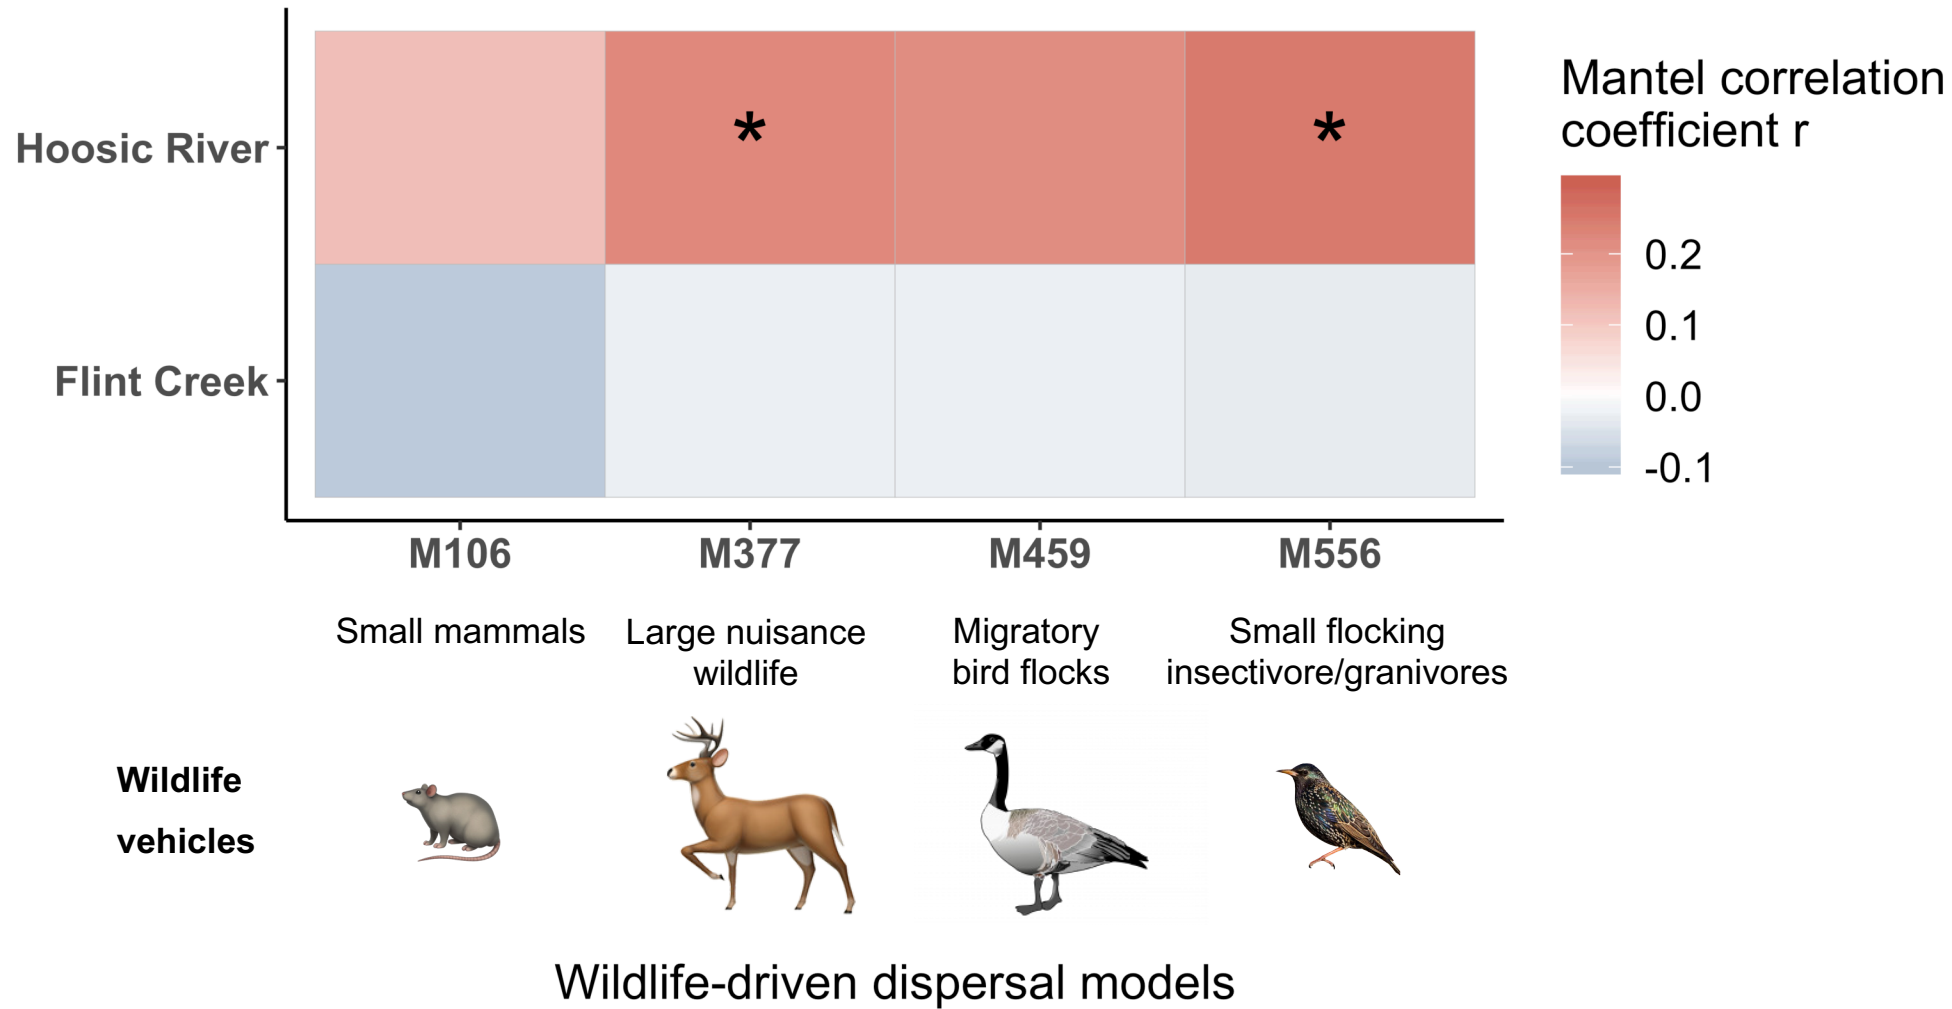 Mantel correlation
coefficient r
0.2
0.1
0.0
-0.1
Hoosic River
*
*
Flint Creek
M106
M377
M459
M556
Small mammals
Large nuisance
wildlife
Migratory
bird flocks
Small flocking
insectivore/granivores
Wildlife
vehicles
Wildlife-driven dispersal models